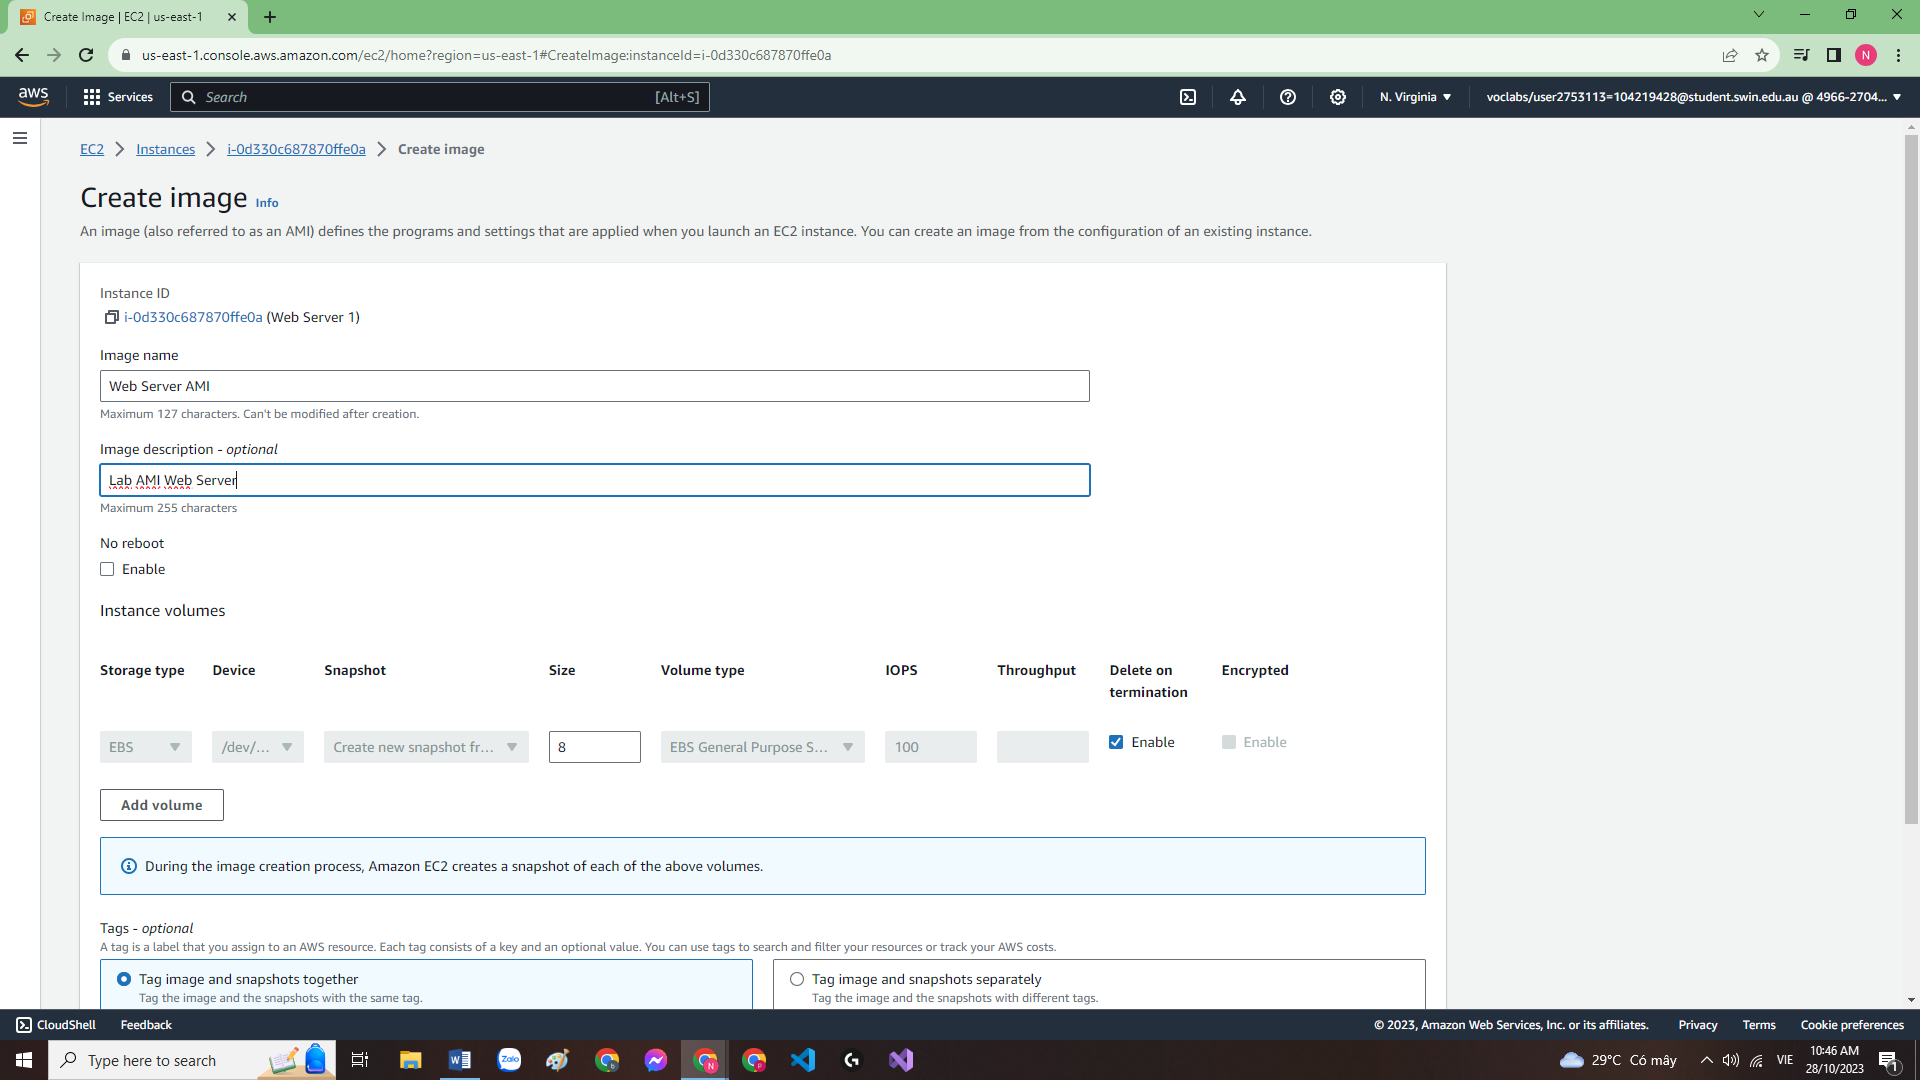 Create Image | EC2 | us-east-1
us-east-1.console.aws.amazon.com/ec2/home?region=us-east-1#CreateImage:instanceId=i-0d330c687870ffe0a
N
aws
Services
Search
[Alt+S]
N. Virginia
voclabs/user2753113=104219428@student.swin.edu.au @ 4966-2704...
EC2 Instances i-0d330c687870ffe0a Create image
Create image Info
An image (also referred to as an AMI) defines the programs and settings that are applied when you launch an EC2 instance. You can create an image from the configuration of an existing instance.
Instance ID
i-0d330c687870ffe0a (Web Server 1)
Image name
Web Server AMI
Maximum 127 characters. Can't be modified after creation.
Image description - optional
Lab AMI Web Server
Maximum 255 characters
No reboot
Enable
Instance volumes
Storage type Device Snapshot Size Volume type IOPS Throughput Delete on termination Encrypted
EBS /dev/... Create new snapshot fr... 8 EBS General Purpose S... 100 Enable Enable
Add volume
During the image creation process, Amazon EC2 creates a snapshot of each of the above volumes.
Tags - optional
A tag is a label that you assign to an AWS resource. Each tag consists of a key and an optional value. You can use tags to search and filter your resources or track your AWS costs.
Tag image and snapshots together
Tag the image and the snapshots with the same tag.
Tag image and snapshots separately
Tag the image and the snapshots with different tags.
CloudShell Feedback © 2023, Amazon Web Services, Inc. or its affiliates. Privacy Terms Cookie preferences
Type here to search
Zalo
29°C Có mây
VIE
10:46 AM
28/10/2023
1